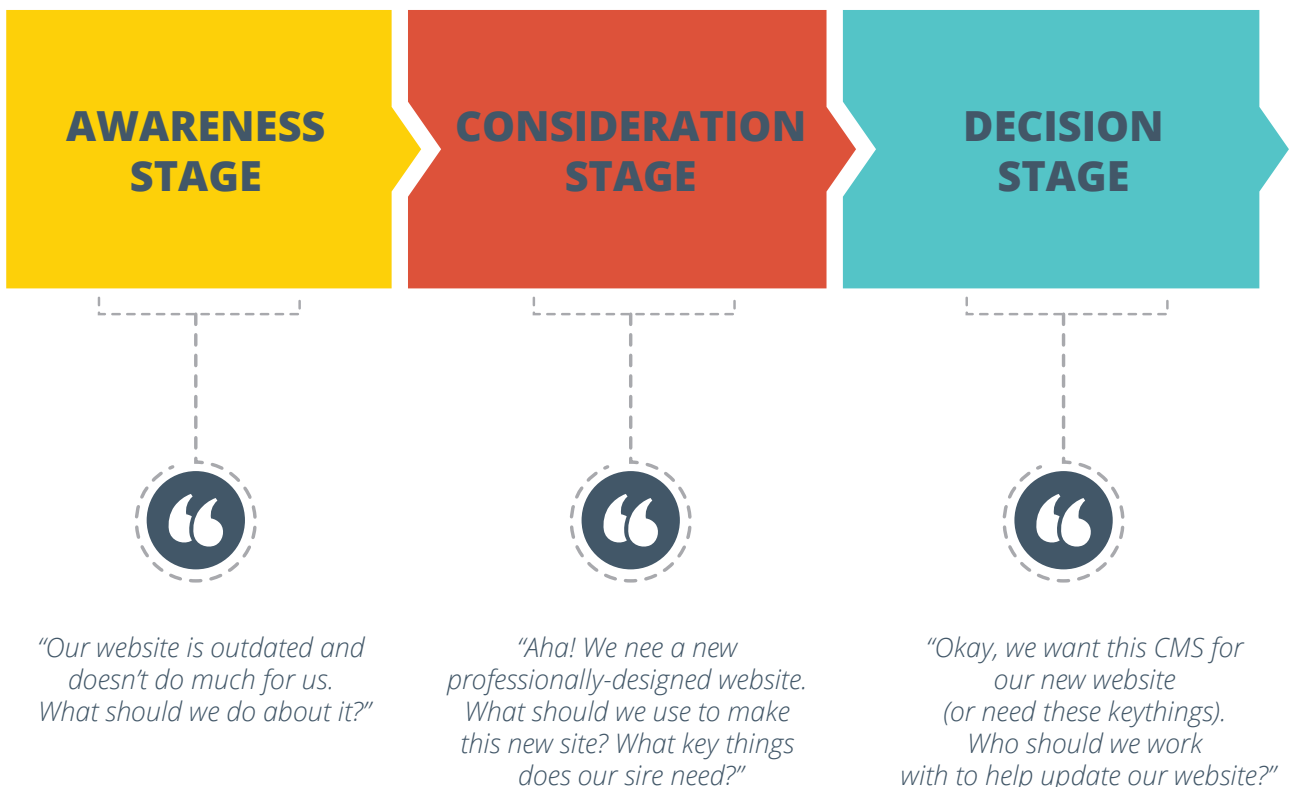 AWARENESS
STAGE
CONSIDERATION
STAGE
DECISION
STAGE
“Our website is outdated and
doesn’t do much for us.
What should we do about it?”
“Aha! We nee a new
professionally-designed website.
What should we use to make
this new site? What key things
does our sire need?”
“Okay, we want this CMS for
our new website
(or need these keythings).
Who should we work
with to help update our website?”